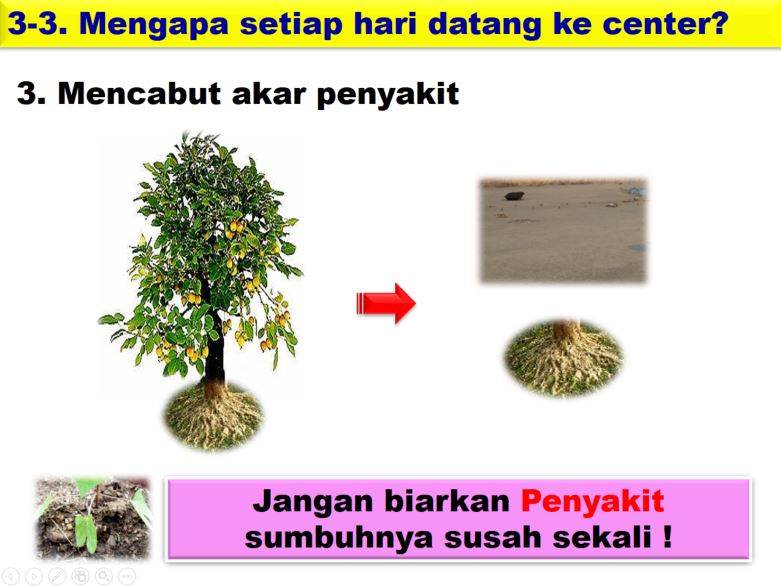 3-3. Mengapa setiap hari datang ke center?
3. Mencabut akar penyakit
Jangan biarkan Penyakit
sumbuhnya susah sekali !